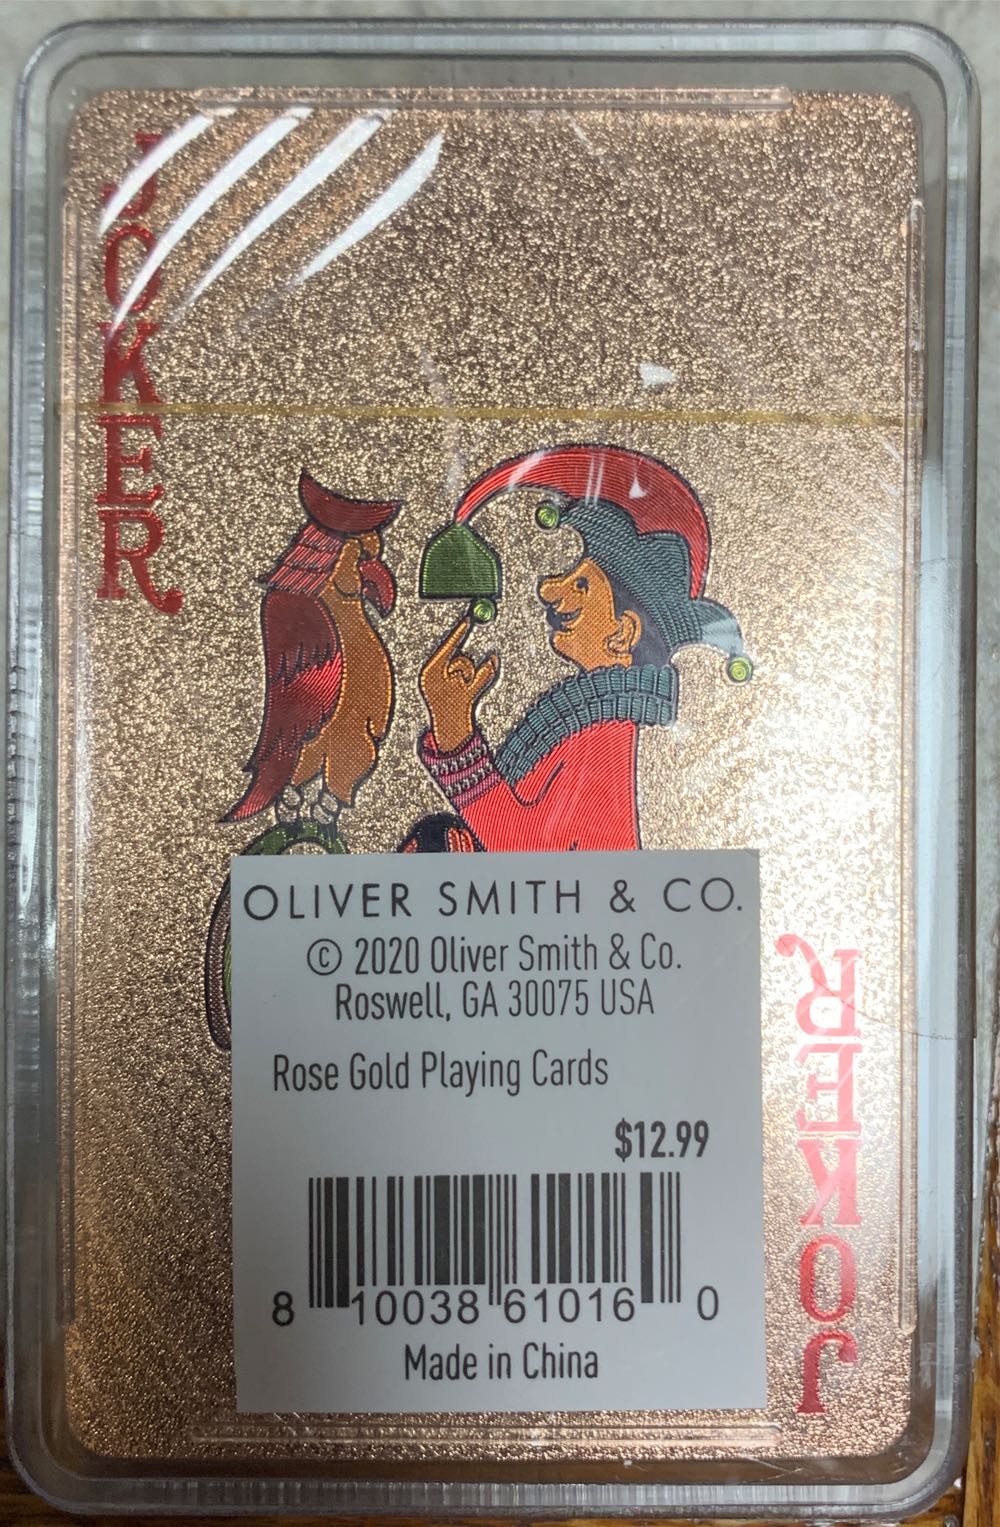 JOKER
OLIVER SMITH & CO.
© 2020 Oliver Smith & Co.
Roswell, GA 30075 USA
Rose Gold Playing Cards
$12.99
8 10038 61016 0
Made in China
JOKER